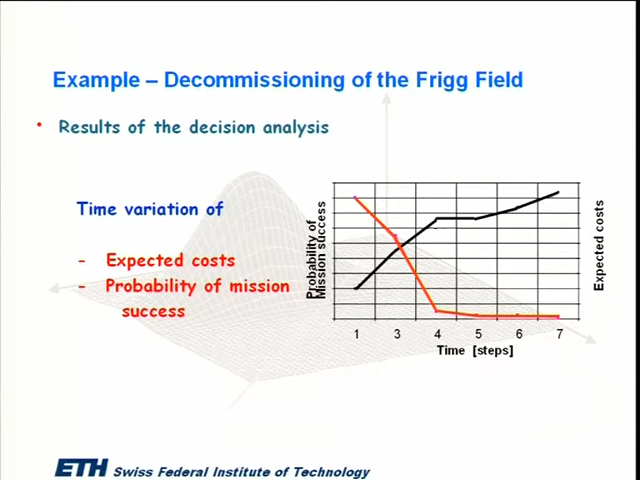 Example – Decommissioning of the Frigg Field
• Results of the decision analysis
Time variation of
- Expected costs
- Probability of mission
success
Probability of
Mission success
Expected costs
1 3 4 5 6 7
Time [steps]
ETH Swiss Federal Institute of Technology